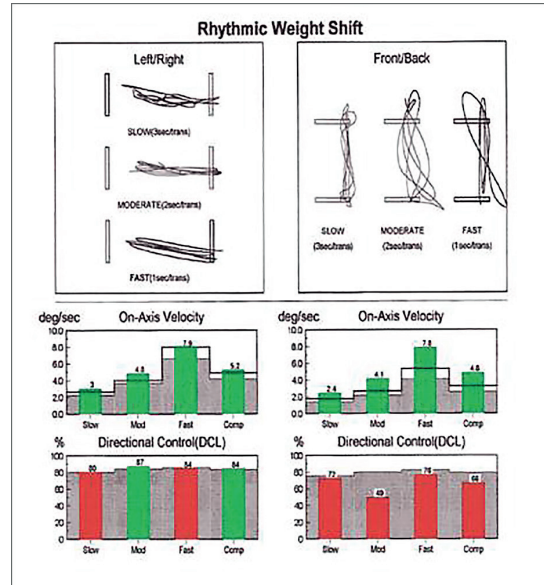 Rhythmic Weight Shift
Left/Right
SLOW(3sec/trans)
MODERATE(2sec/trans)
FAST(1sec/trans)
Front/Back
SLOW MODERATE FAST
(3sec/trans) (2sec/trans) (1sec/trans)
deg/sec On-Axis Velocity
10.0
8.0
6.0
4.0
2.0
0.0
3 4.8 7.9 5.2
Slow Mod Fast Comp
deg/sec On-Axis Velocity
10.0
8.0
6.0
4.0
2.0
0.0
2.4 4.1 7.8 4.8
Slow Mod Fast Comp
% Directional Control(DCL)
100
80
60
40
20
0
80 87 84 84
Slow Mod Fast Comp
% Directional Control(DCL)
100
80
60
40
20
0
72 49 76 66
Slow Mod Fast Comp